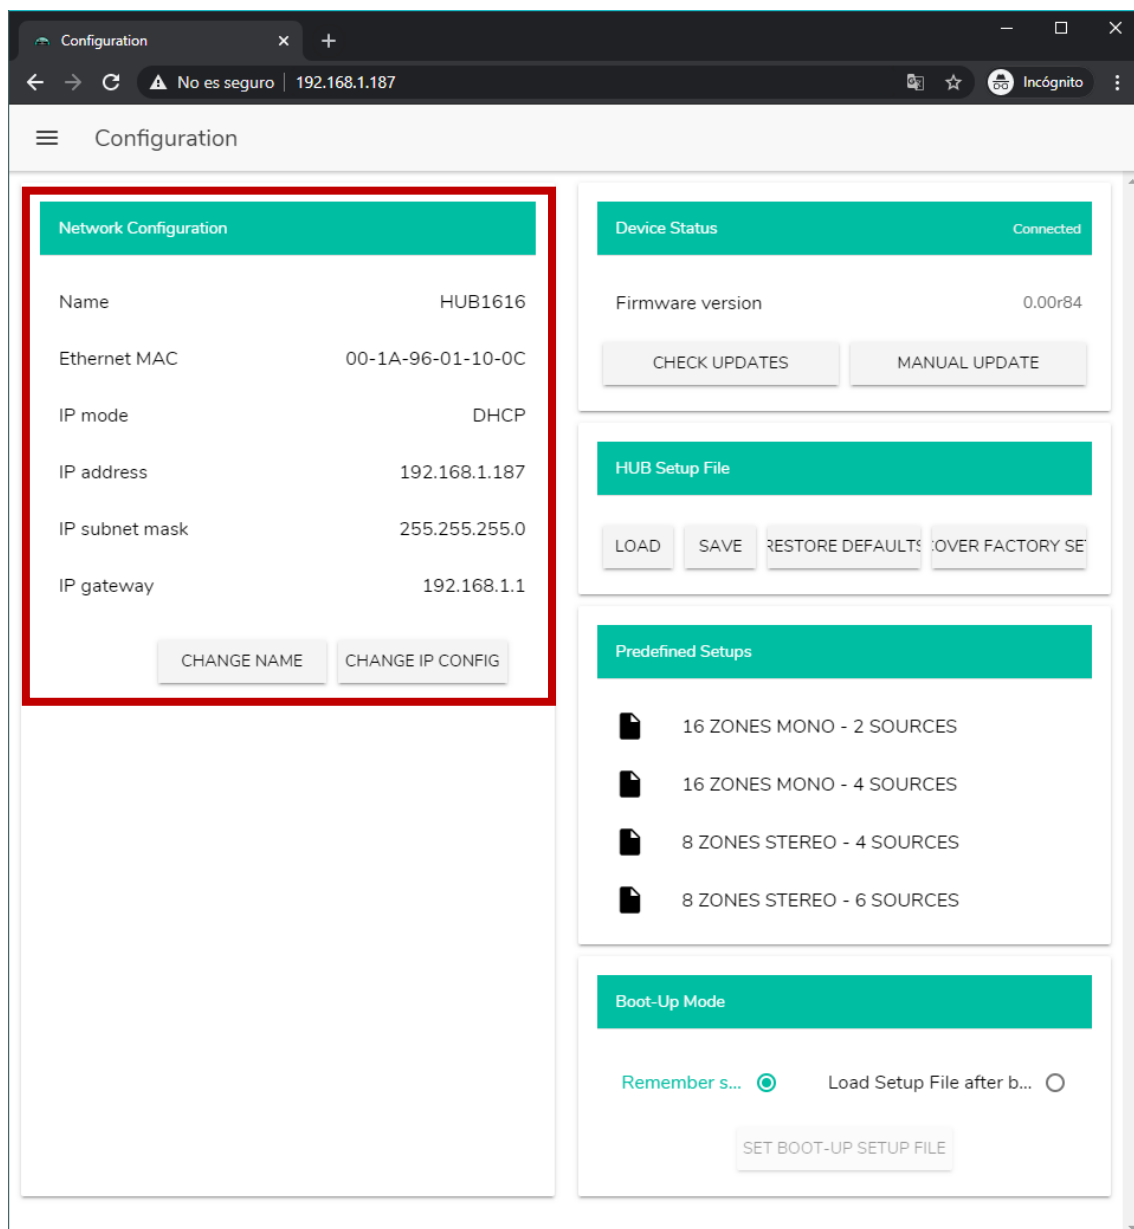 Configuration
No es seguro | 192.168.1.187
Incógnito
Configuration
Network Configuration
Name HUB1616
Ethernet MAC 00-1A-96-01-10-0C
IP mode DHCP
IP address 192.168.1.187
IP subnet mask 255.255.255.0
IP gateway 192.168.1.1
CHANGE NAME CHANGE IP CONFIG
Device Status Connected
Firmware version 0.00r84
CHECK UPDATES MANUAL UPDATE
HUB Setup File
LOAD SAVE RESTORE DEFAULTS OVER FACTORY SE
Predefined Setups
16 ZONES MONO - 2 SOURCES
16 ZONES MONO - 4 SOURCES
8 ZONES STEREO - 4 SOURCES
8 ZONES STEREO - 6 SOURCES
Boot-Up Mode
Remember s... Load Setup File after b...
SET BOOT-UP SETUP FILE